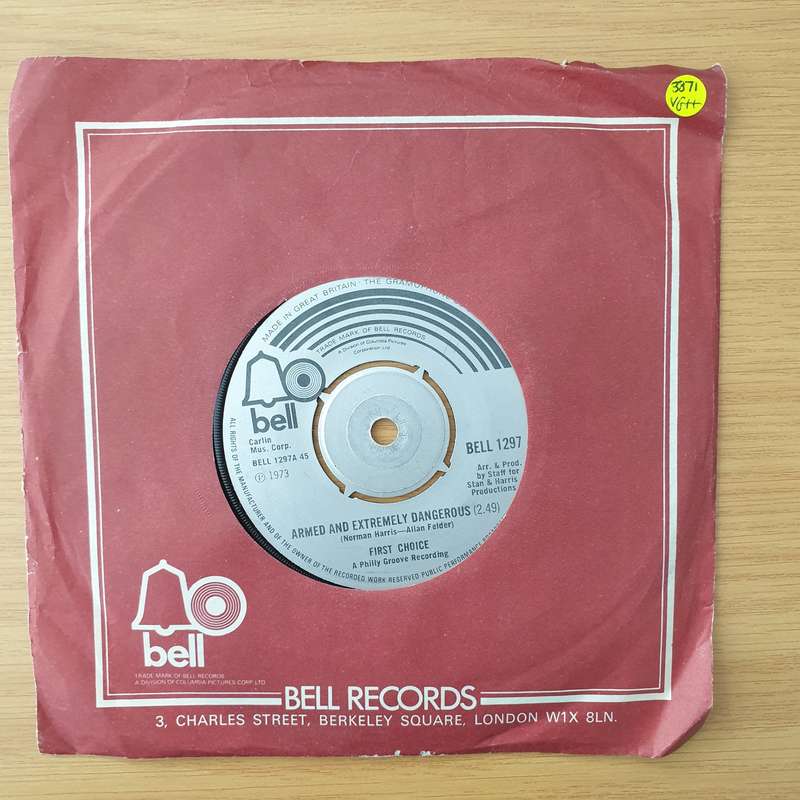 3371
VG++
MADE IN GREAT BRITAIN THE GRAMOPHONE
TRADE MARK OF BELL RECORDS
A Division of Columbia Pictures
Corporation Ltd
bell
Carlin
Mus. Corp.
BELL 1297A 45
Ⓟ 1973
BELL 1297
Arr. & Prod.
by Staff for
Stan & Harris
Productions
ARMED AND EXTREMELY DANGEROUS (2.49)
(Norman Harris—Allan Felder)
FIRST CHOICE
A Philly Groove Recording
ALL RIGHTS OF THE MANUFACTURER AND OF THE OWNER OF THE RECORDED WORK RESERVED PUBLIC PERFORMANCE
bell
TRADE MARK OF BELL RECORDS
A DIVISION OF COLUMBIA PICTURES CORP LTD
BELL RECORDS
3, CHARLES STREET, BERKELEY SQUARE, LONDON W1X 8LN.